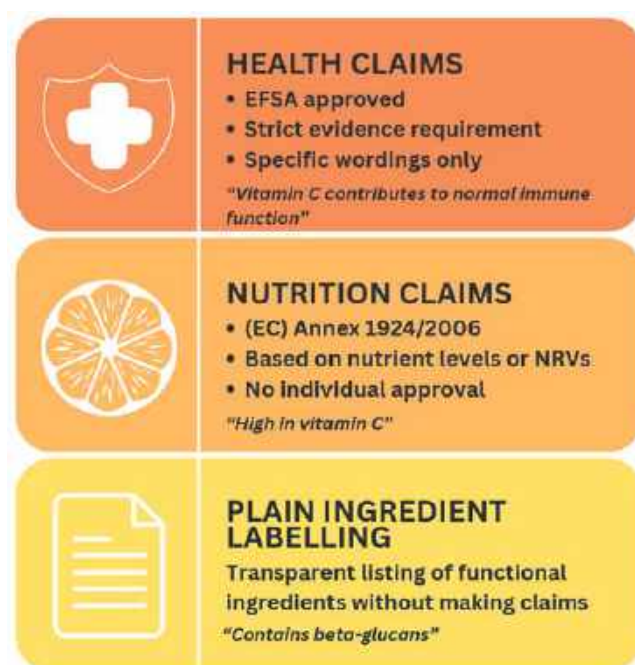 HEALTH CLAIMS
• EFSA approved
• Strict evidence requirement
• Specific wordings only
"Vitamin C contributes to normal immune
function"
NUTRITION CLAIMS
• (EC) Annex 1924/2006
• Based on nutrient levels or NRVs
• No individual approval
"High in vitamin C"
PLAIN INGREDIENT
LABELLING
Transparent listing of functional
ingredients without making claims
"Contains beta-glucans"